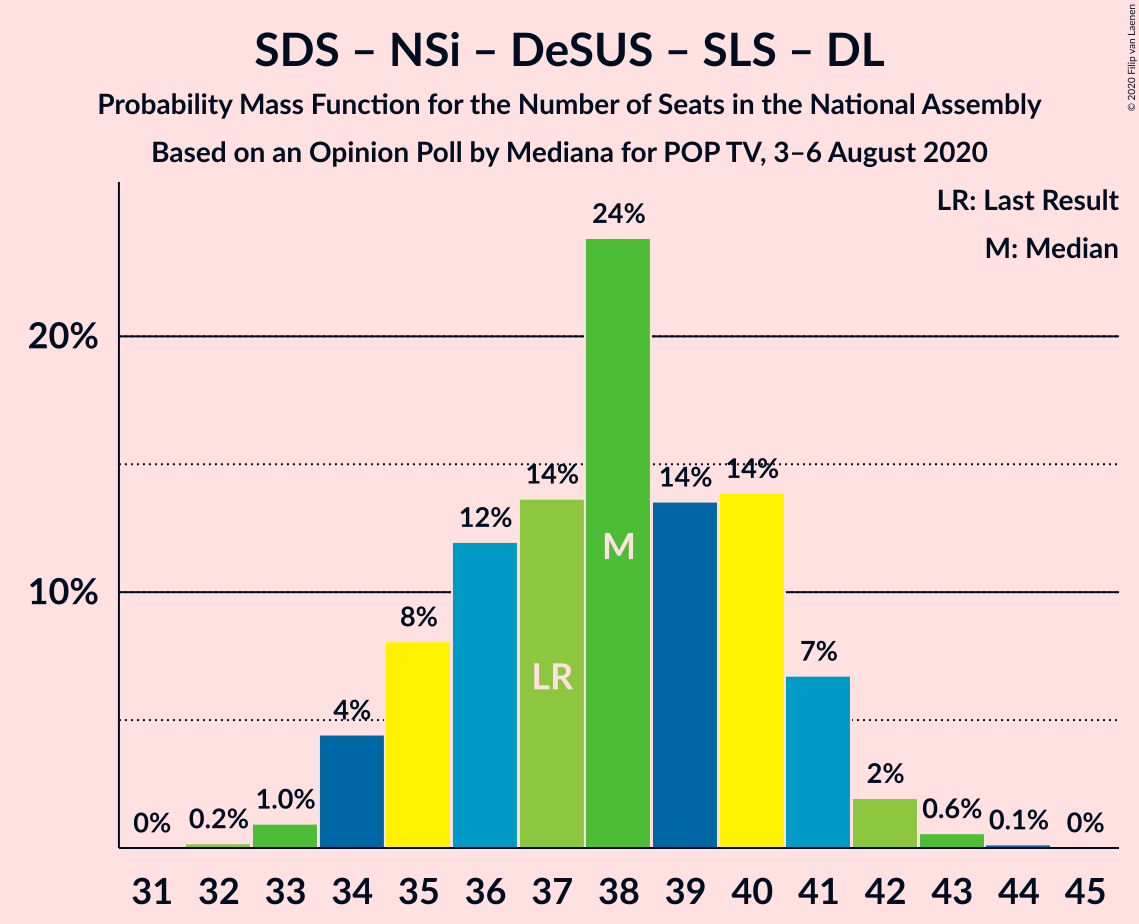 SDS – NSi – DeSUS – SLS – DL
Probability Mass Function for the Number of Seats in the National Assembly
Based on an Opinion Poll by Mediana for POP TV, 3–6 August 2020
© 2020 Filip van Laenen
LR: Last Result
M: Median
20%
10%
0%
0.2%
1.0%
4%
8%
12%
14%
24%
14%
14%
7%
2%
0.6%
0.1%
0%
LR
M
31 32 33 34 35 36 37 38 39 40 41 42 43 44 45